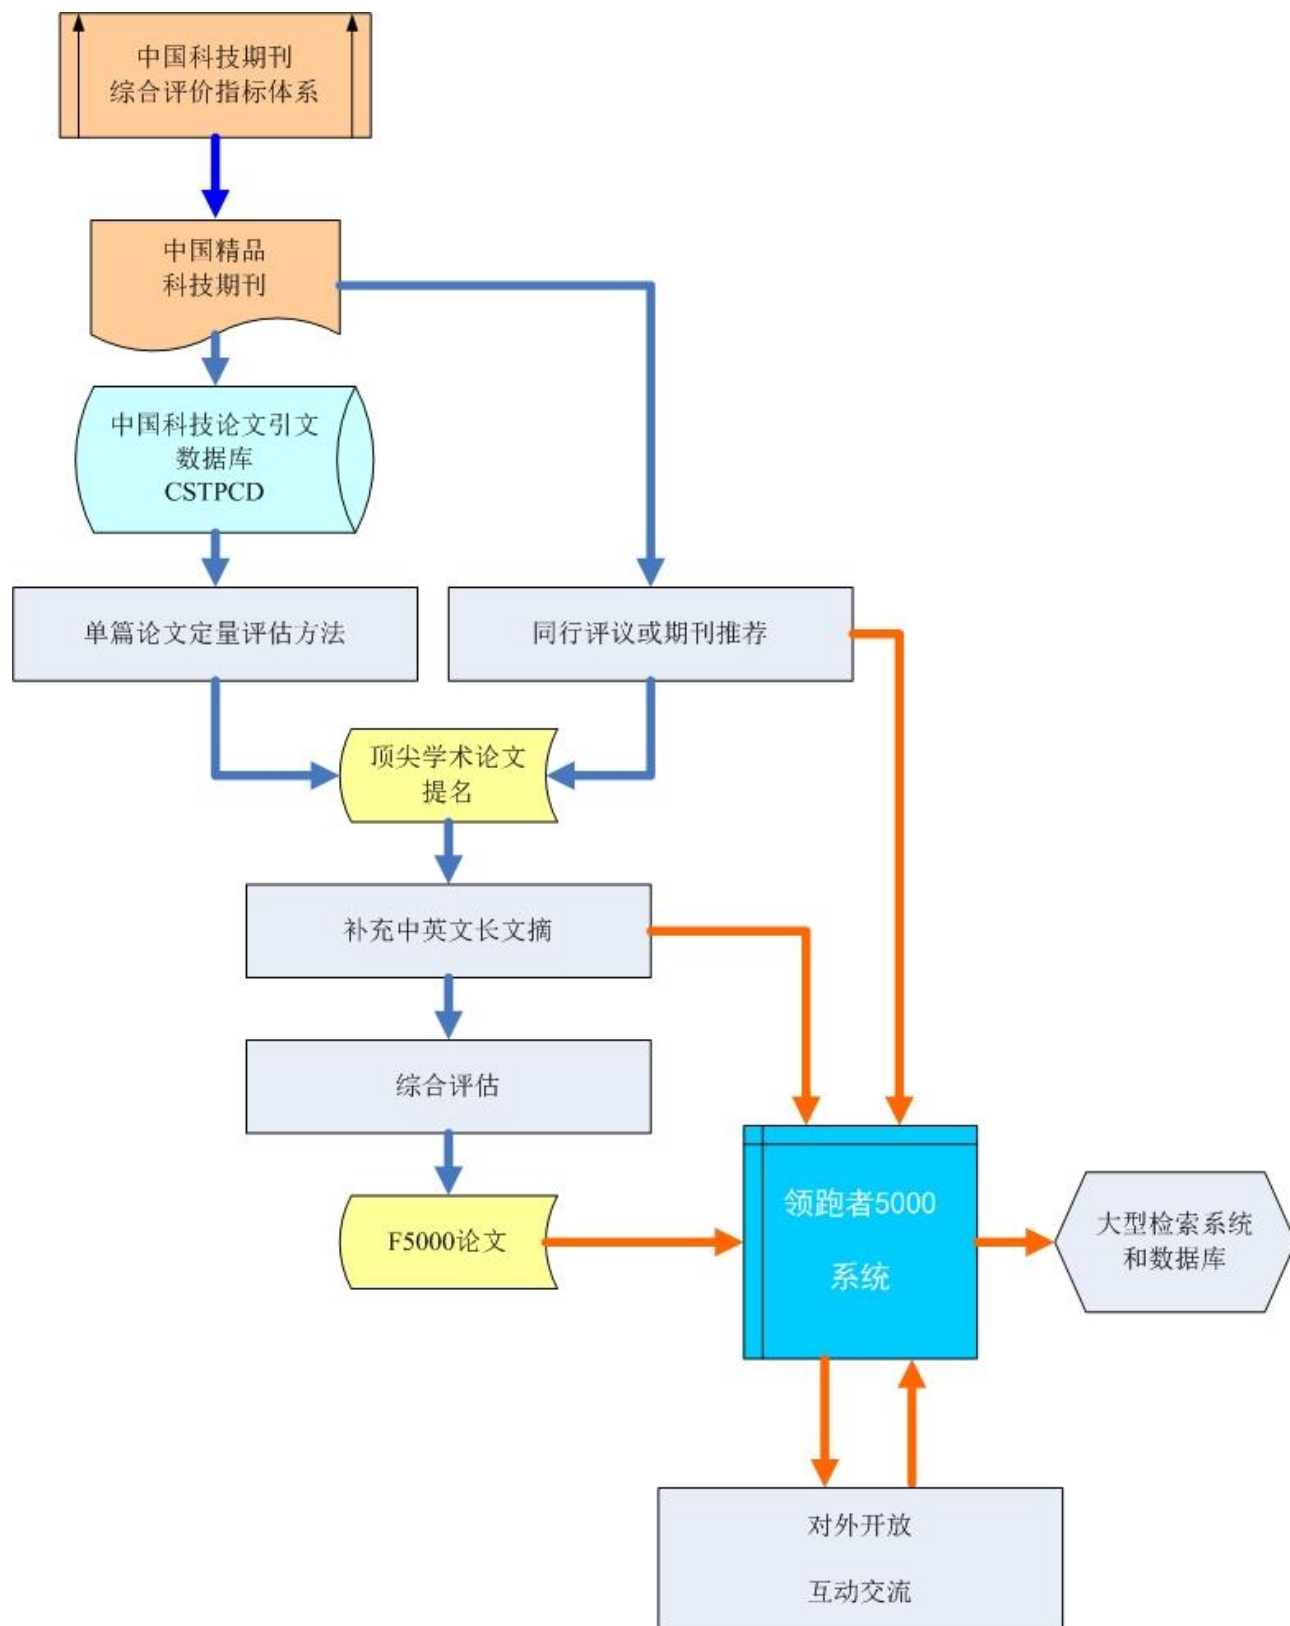 中国科技期刊
综合评价指标体系
中国精品
科技期刊
中国科技论文引文
数据库
CSTPCD
单篇论文定量评估方法
同行评议或期刊推荐
顶尖学术论文
提名
补充中英文长文摘
综合评估
F5000论文
领跑者5000
系统
大型检索系统
和数据库
对外开放
互动交流